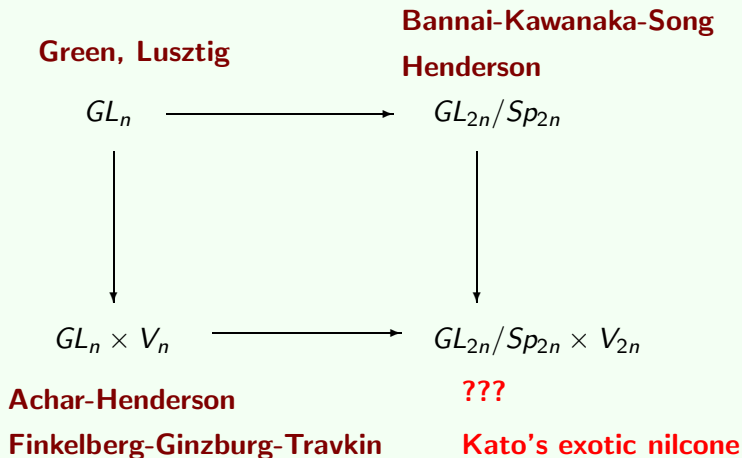 Bannai-Kawanaka-Song
Green, Lusztig
Henderson
GL_n
GL_{2n}/Sp_{2n}
GL_n × V_n
GL_{2n}/Sp_{2n} × V_{2n}
Achar-Henderson
???
Finkelberg-Ginzburg-Travkin
Kato's exotic nilcone